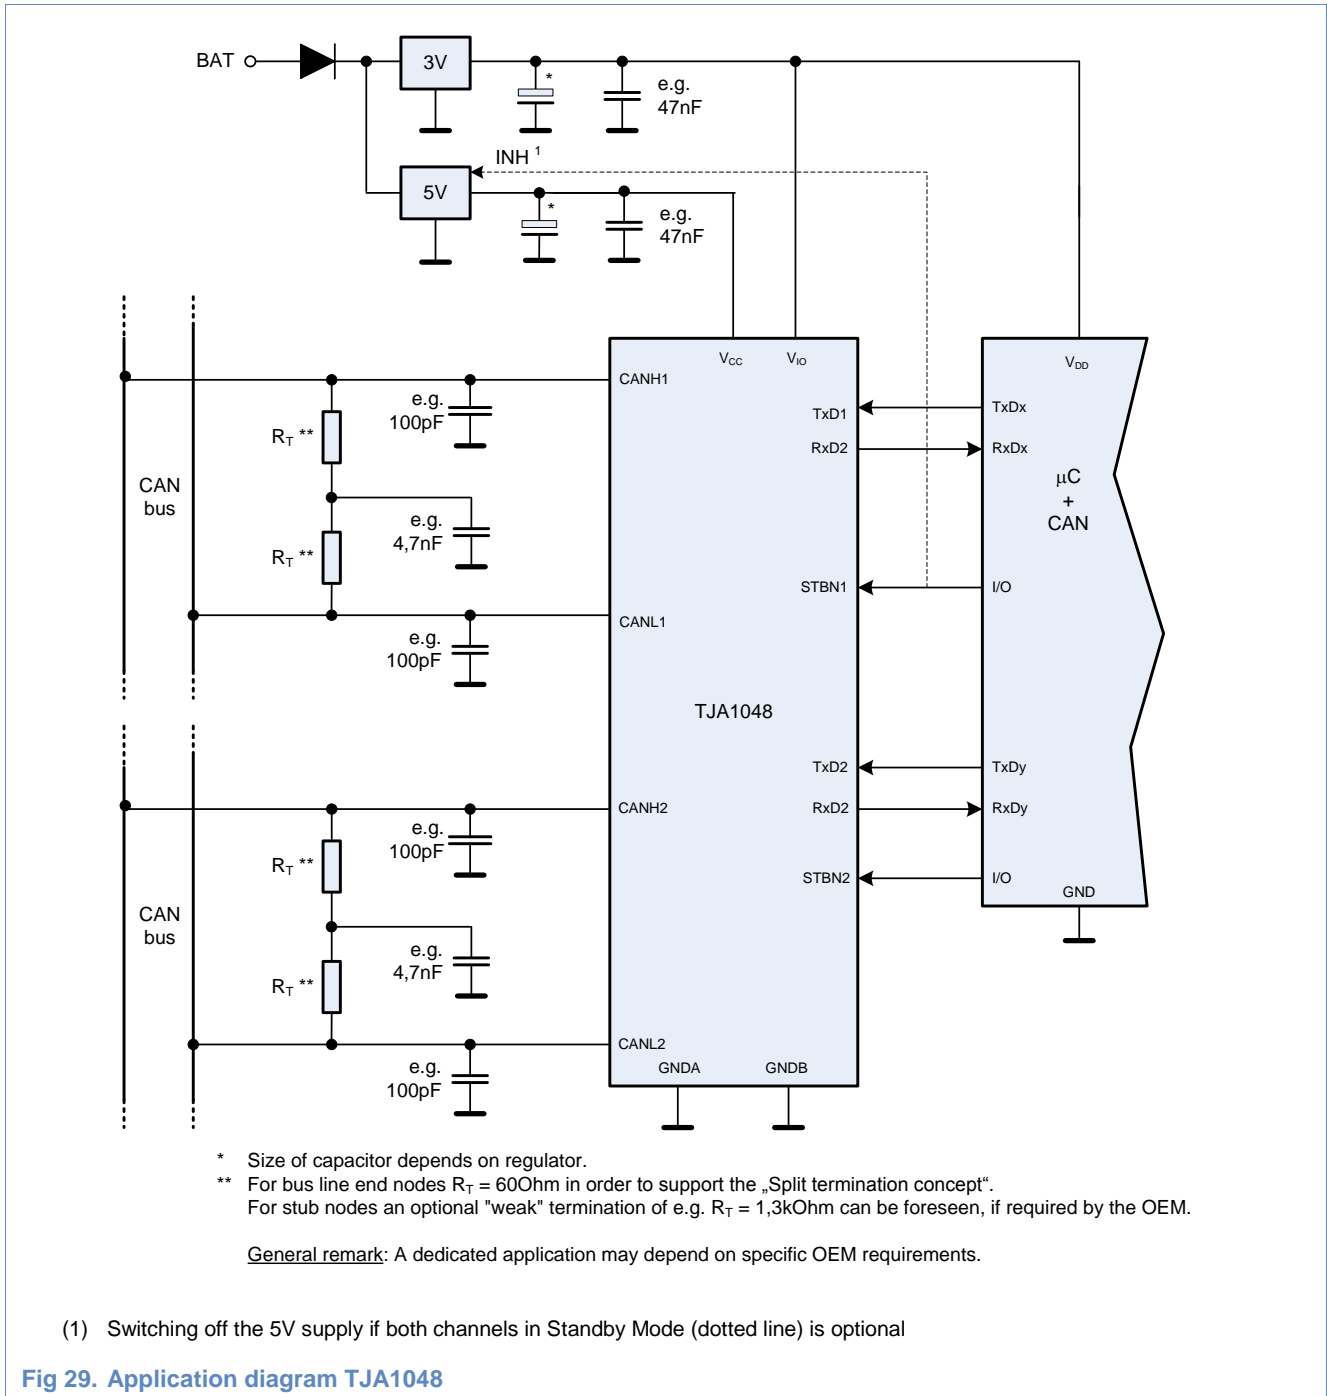 BAT
3V
*
e.g.
47nF
INH 1
5V
*
e.g.
47nF
VCC
VIO
VDD
CANH1
e.g.
100pF
TxD1
TxDx
RT **
RxD2
RxDx
CAN
bus
µC
+
CAN
e.g.
4,7nF
RT **
STBN1
I/O
CANL1
e.g.
100pF
TJA1048
TxD2
TxDy
CANH2
RxD2
RxDy
e.g.
100pF
RT **
STBN2
I/O
GND
CAN
bus
e.g.
4,7nF
RT **
CANL2
e.g.
100pF
GNDA
GNDB
* Size of capacitor depends on regulator.
** For bus line end nodes RT = 60Ohm in order to support the „Split termination concept“.
For stub nodes an optional "weak" termination of e.g. RT = 1,3kOhm can be foreseen, if required by the OEM.
General remark: A dedicated application may depend on specific OEM requirements.
(1) Switching off the 5V supply if both channels in Standby Mode (dotted line) is optional
Fig 29. Application diagram TJA1048